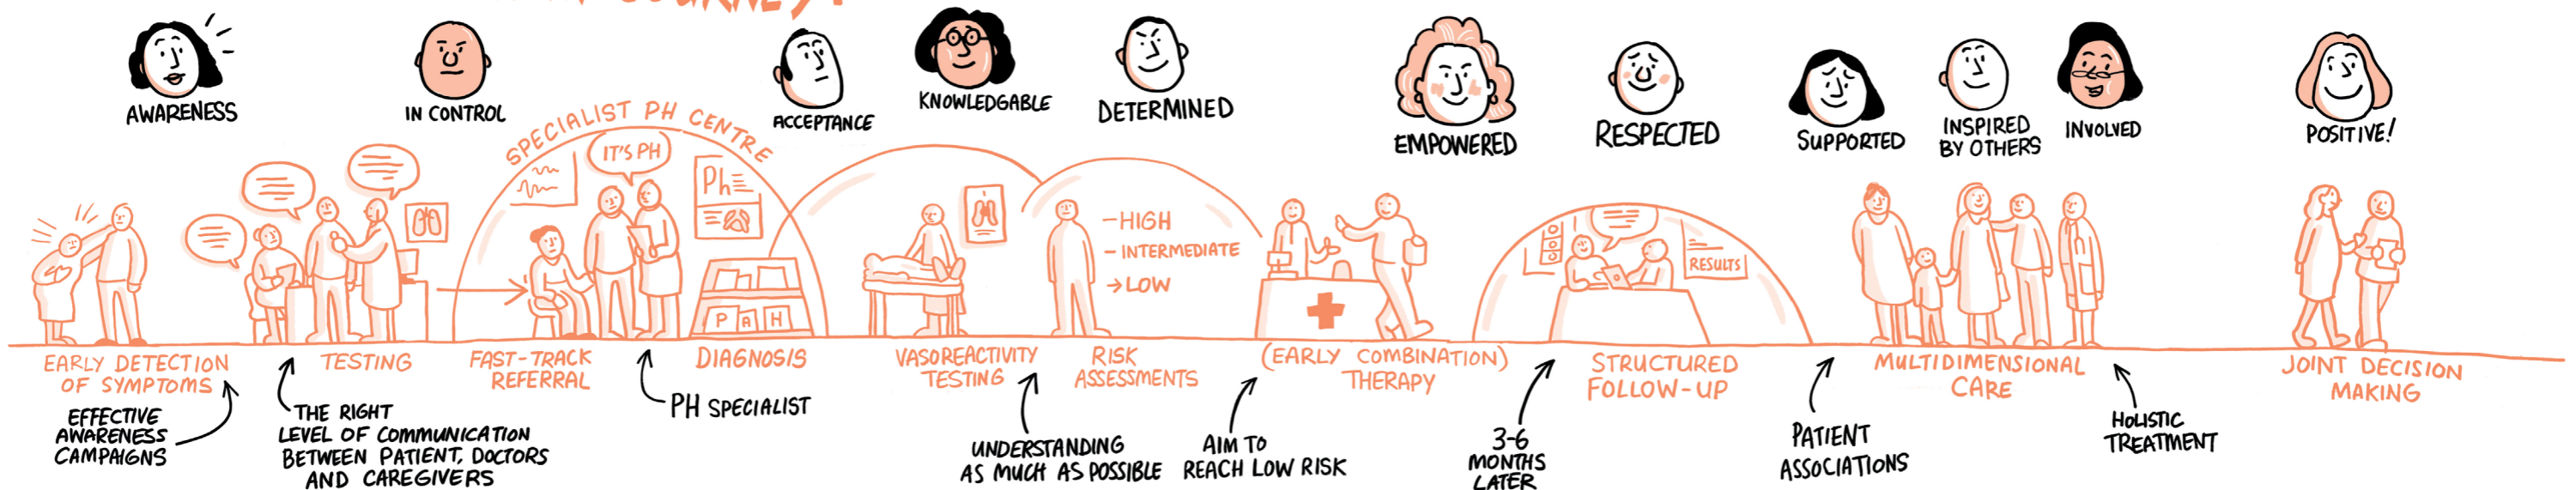 JOURNEY!
AWARENESS
IN CONTROL
ACCEPTANCE
KNOWLEDGABLE
DETERMINED
EMPOWERED
RESPECTED
SUPPORTED
INSPIRED
BY OTHERS
INVOLVED
POSITIVE!
SPECIALIST PH CENTRE
IT'S PH
Ph
P A H
-HIGH
-INTERMEDIATE
→LOW
RESULTS
EARLY DETECTION
OF SYMPTOMS
TESTING
FAST-TRACK
REFERRAL
DIAGNOSIS
VASOREACTIVITY
TESTING
RISK
ASSESSMENTS
(EARLY COMBINATION)
THERAPY
STRUCTURED
FOLLOW-UP
MULTIDIMENSIONAL
CARE
JOINT DECISION
MAKING
EFFECTIVE
AWARENESS
CAMPAIGNS
THE RIGHT
LEVEL OF COMMUNICATION
BETWEEN PATIENT, DOCTORS
AND CAREGIVERS
PH SPECIALIST
UNDERSTANDING
AS MUCH AS POSSIBLE
AIM TO
REACH LOW RISK
3-6
MONTHS
LATER
PATIENT
ASSOCIATIONS
HOLISTIC
TREATMENT